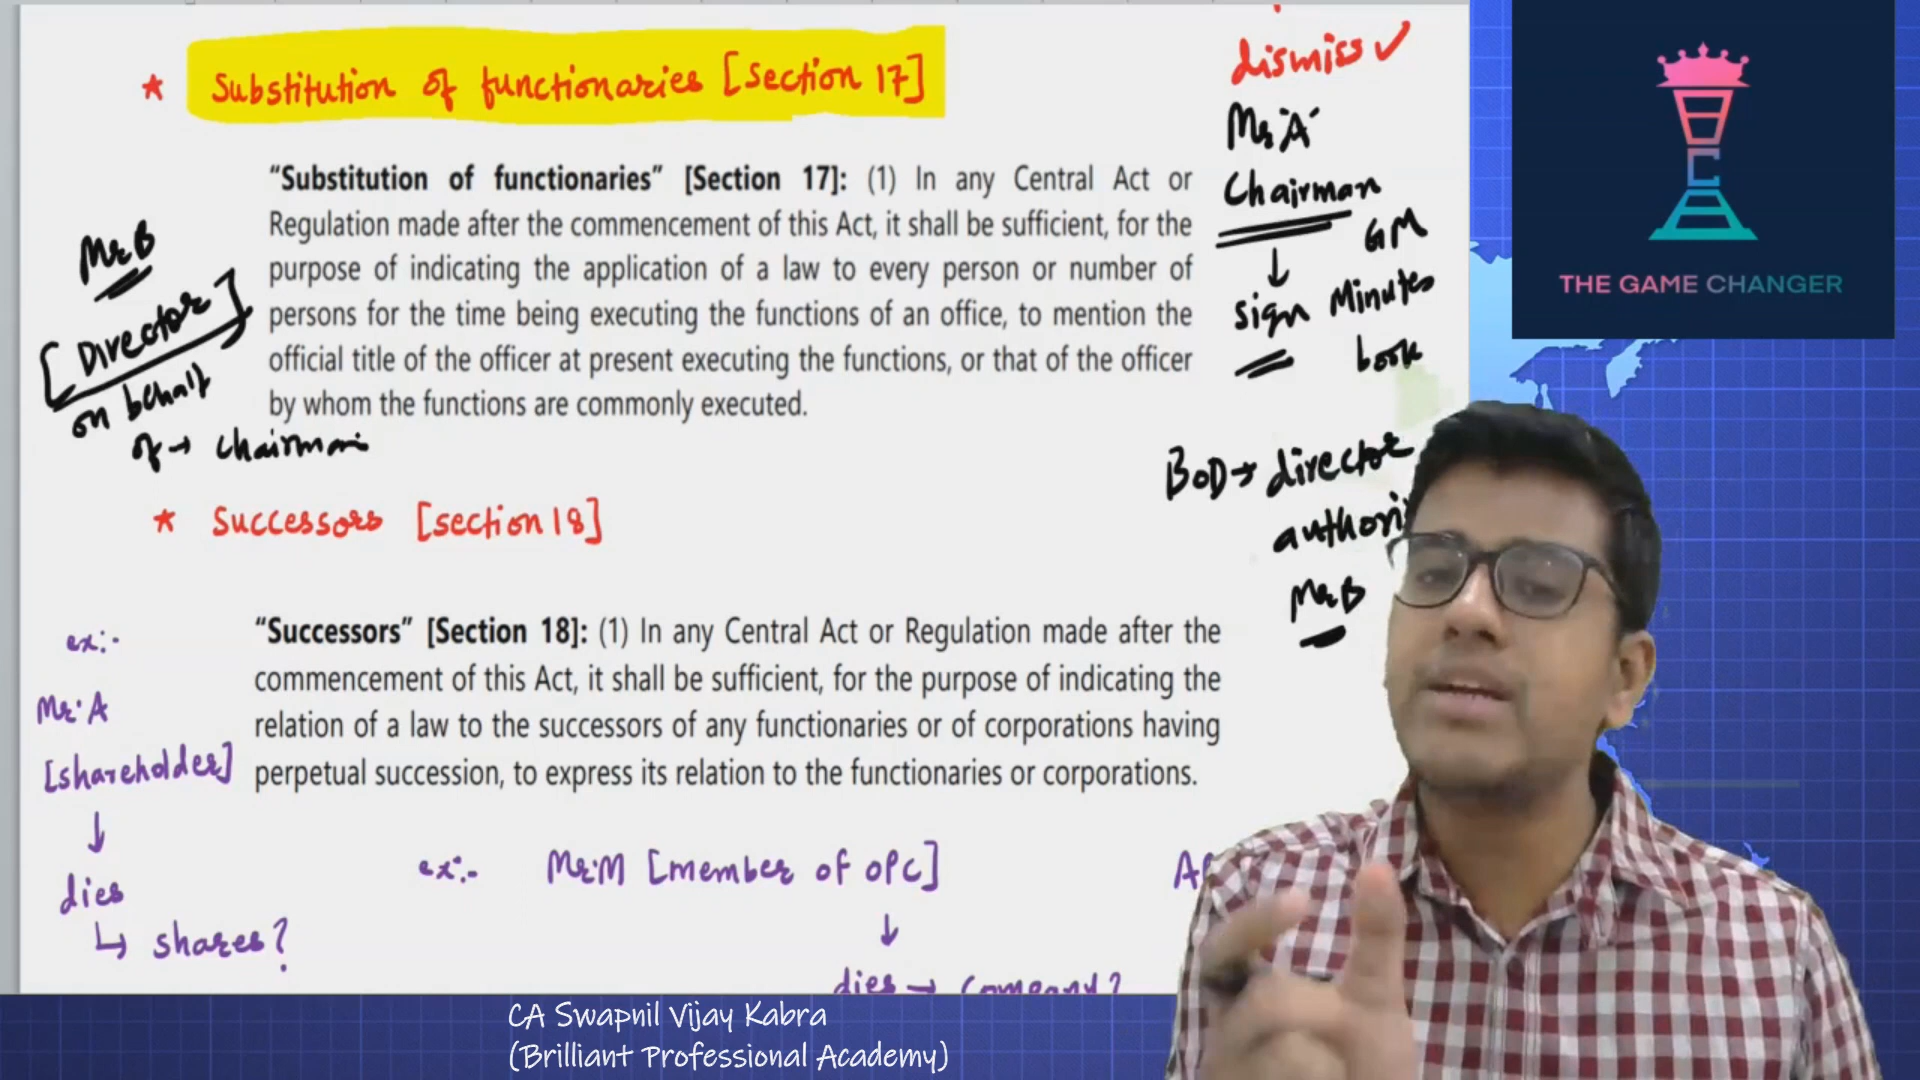 dismiss ✓
★ Substitution of functionaries [section 17]
Mr 'A'
Chairman
GM
sign Minutes
book
"Substitution of functionaries" [Section 17]: (1) In any Central Act or
Regulation made after the commencement of this Act, it shall be sufficient, for the
purpose of indicating the application of a law to every person or number of
persons for the time being executing the functions of an office, to mention the
official title of the officer at present executing the functions, or that of the officer
by whom the functions are commonly executed.
Mr B
[Director]
on behalf
of → chairman
BOD → director
authori
Mr B
★ Successors [section 18]
"Successors" [Section 18]: (1) In any Central Act or Regulation made after the
commencement of this Act, it shall be sufficient, for the purpose of indicating the
relation of a law to the successors of any functionaries or of corporations having
perpetual succession, to express its relation to the functionaries or corporations.
ex:-
Mr. A
[shareholder]
↓
dies
↳ shares?
ex:- Mr. M [member of OPC]
↓
dies → company?
THE GAME CHANGER
CA Swapnil Vijay Kabra
(Brilliant Professional Academy)